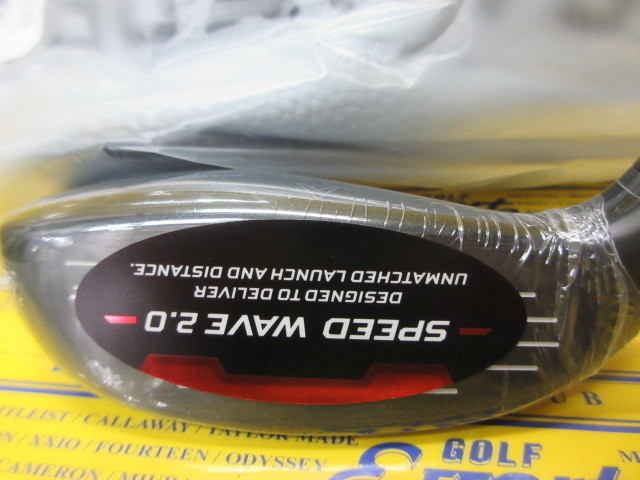 SPEED WAVE 2.0
DESIGNED TO DELIVER
UNMATCHED LAUNCH AND DISTANCE.
/ CALLAWAY / TAYLOR MADE
/ XXIO / FOURTEEN / ODYSSEY
CAMERON /
GOLF